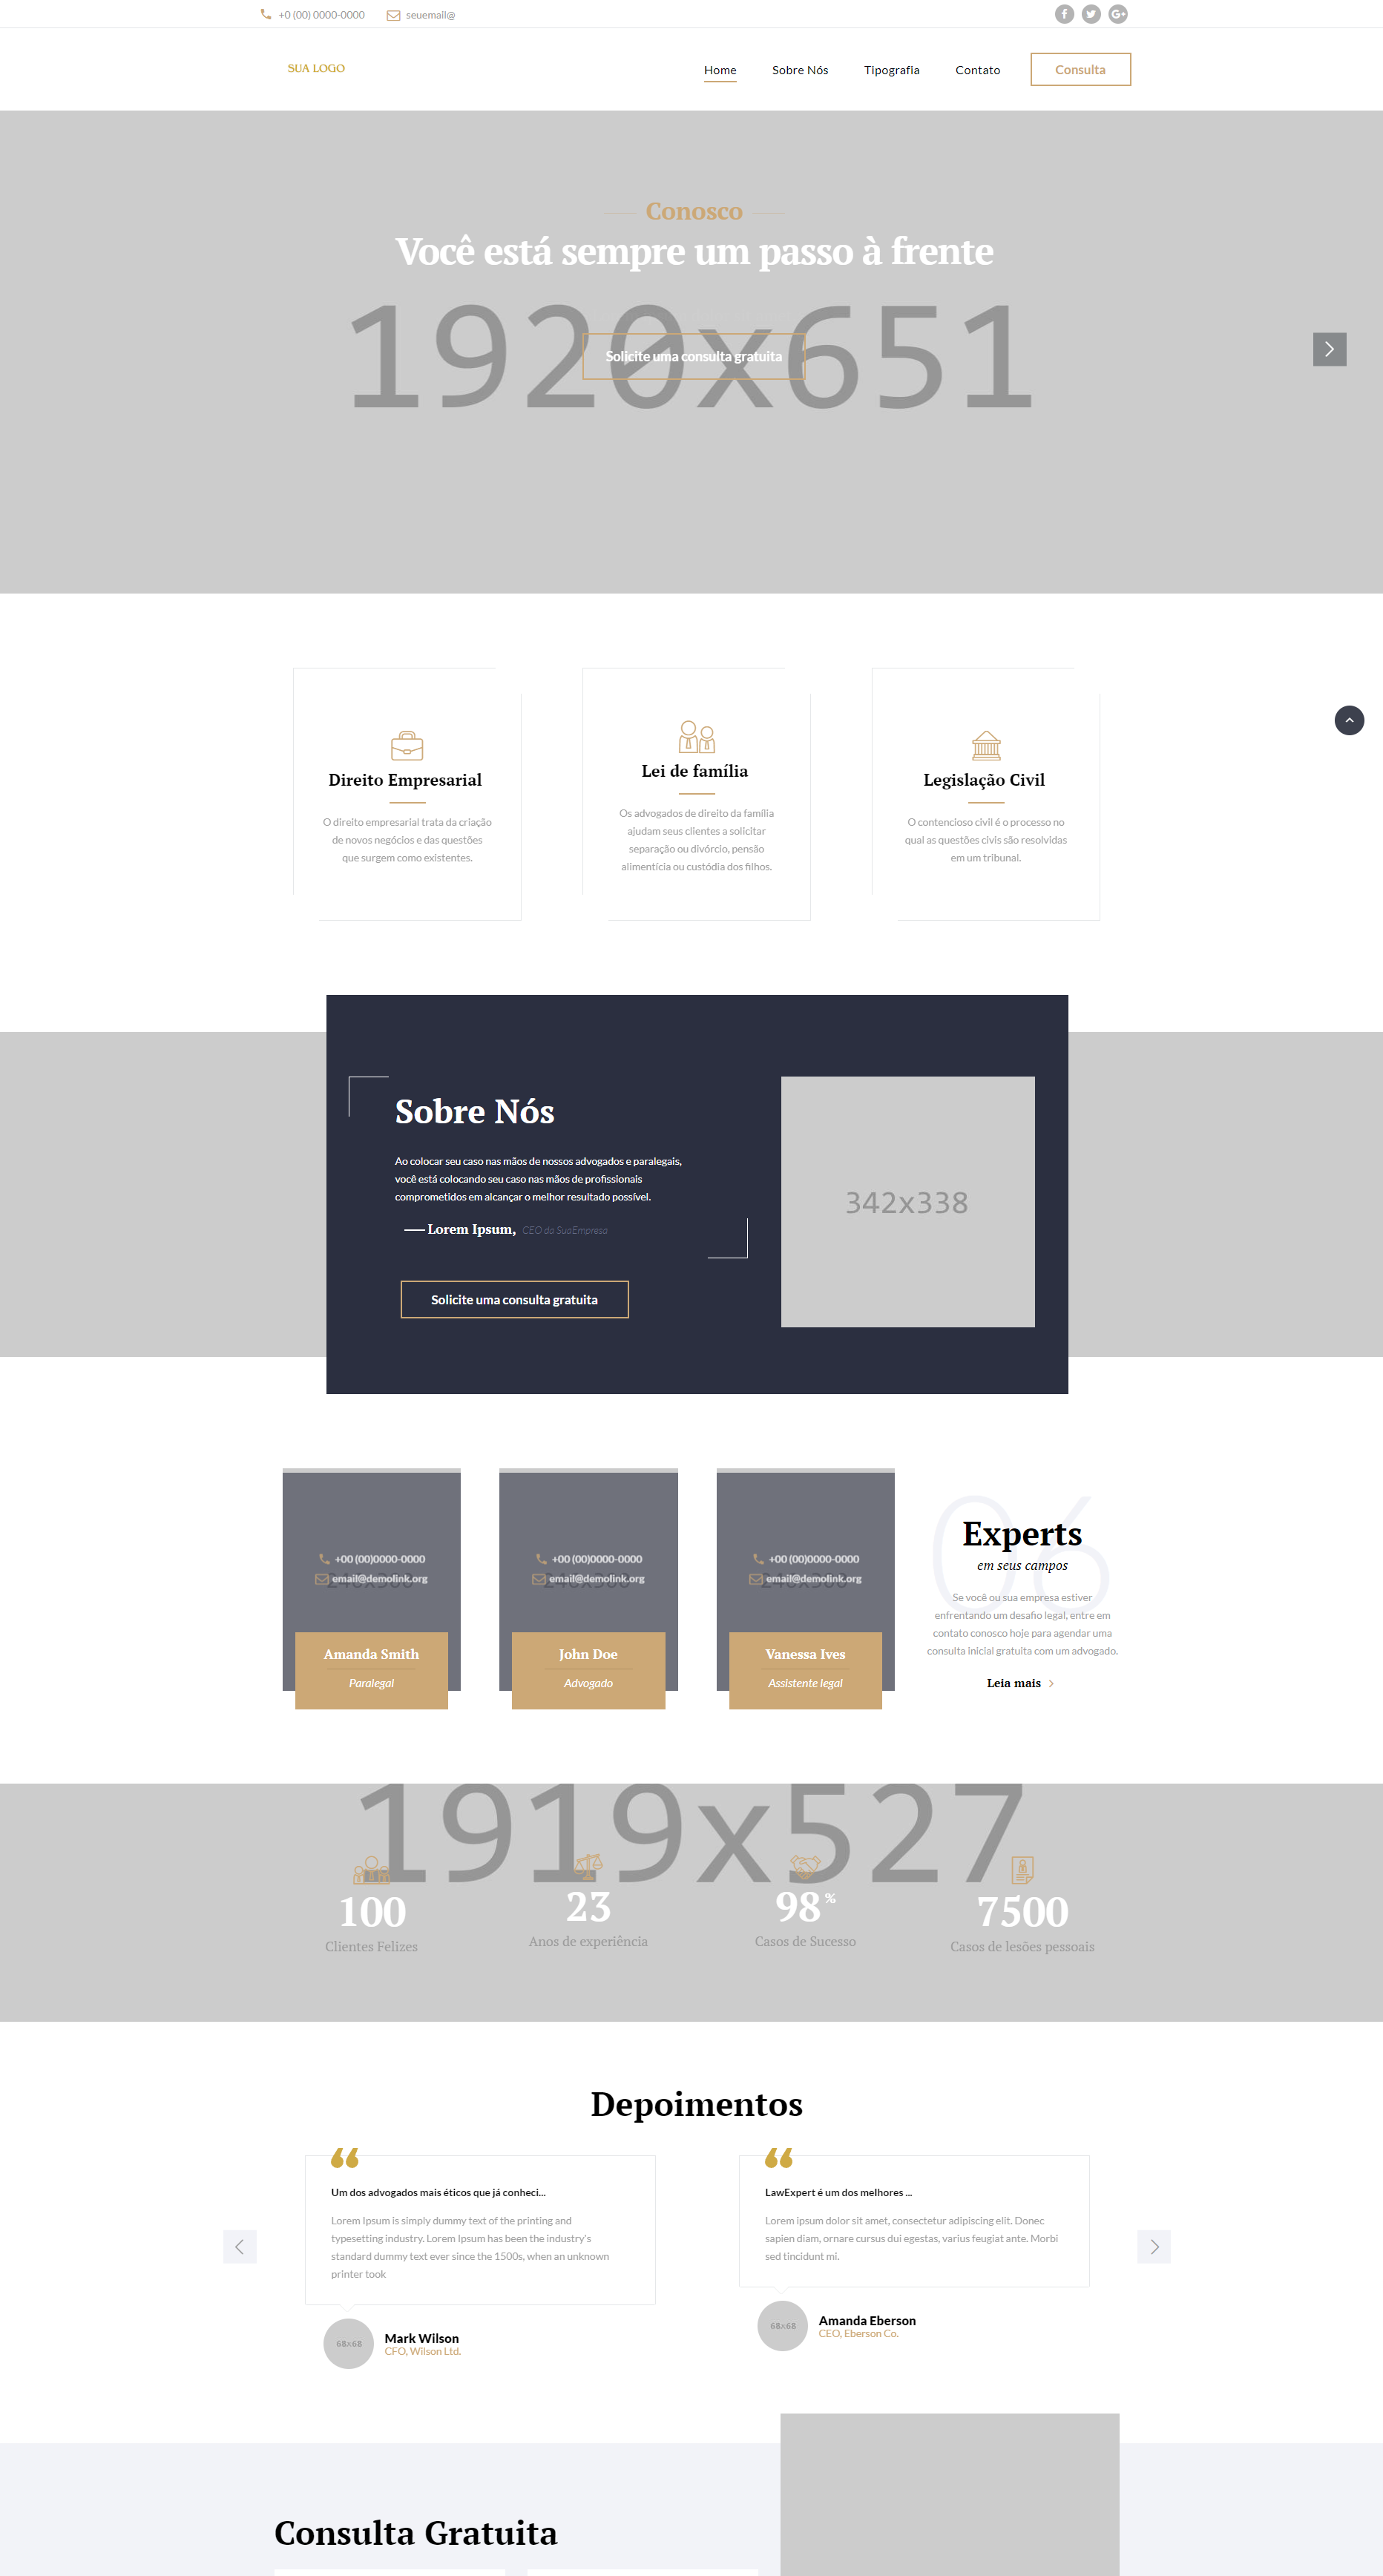 +0 (00) 0000-0000
seuemail@
SUA LOGO
Home
Sobre Nós
Tipografia
Contato
Consulta
Conosco
Você está sempre um passo à frente
1920x651
Solicite uma consulta gratuita
Direito Empresarial
O direito empresarial trata da criação
de novos negócios e das questões
que surgem como existentes.
Lei de família
Os advogados de direito da família
ajudam seus clientes a solicitar
separação ou divórcio, pensão
alimentícia ou custódia dos filhos.
Legislação Civil
O contencioso civil é o processo no
qual as questões civis são resolvidas
em um tribunal.
Sobre Nós
Ao colocar seu caso nas mãos de nossos advogados e paralegais,
você está colocando seu caso nas mãos de profissionais
comprometidos em alcançar o melhor resultado possível.
Lorem Ipsum, CEO da SuaEmpresa
Solicite uma consulta gratuita
342x338
+00 (00)0000-0000
email@demolink.org
248x308
Amanda Smith
Paralegal
+00 (00)0000-0000
email@demolink.org
248x308
John Doe
Advogado
+00 (00)0000-0000
email@demolink.org
248x308
Vanessa Ives
Assistente legal
06
Experts
em seus campos
Se você ou sua empresa estiver
enfrentando um desafio legal, entre em
contato conosco hoje para agendar uma
consulta inicial gratuita com um advogado.
Leia mais
1919x527
100
Clientes Felizes
23
Anos de experiência
98 %
Casos de Sucesso
7500
Casos de lesões pessoais
Depoimentos
Um dos advogados mais éticos que já conheci...
Lorem Ipsum is simply dummy text of the printing and
typesetting industry. Lorem Ipsum has been the industry's
standard dummy text ever since the 1500s, when an unknown
printer took
68x68
Mark Wilson
CFO, Wilson Ltd.
LawExpert é um dos melhores ...
Lorem ipsum dolor sit amet, consectetur adipiscing elit. Donec
sapien diam, ornare cursus dui egestas, varius feugiat ante. Morbi
sed tincidunt mi.
68x68
Amanda Eberson
CEO, Eberson Co.
Consulta Gratuita